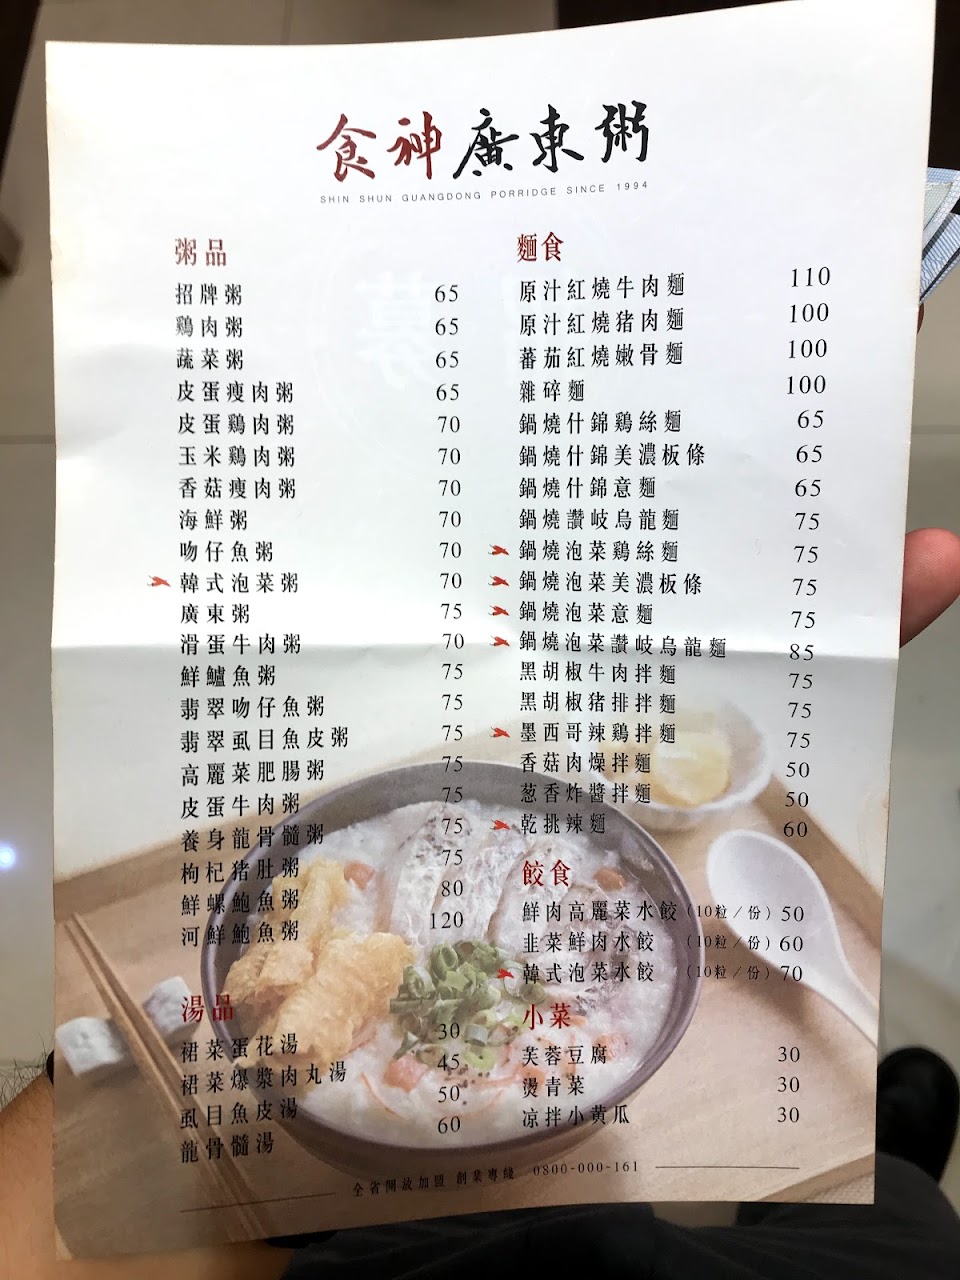 食神廣東粥
SHIN SHUN GUANGDONG PORRIDGE SINCE 1994
粥品
招牌粥 65
鶏肉粥 65
蔬菜粥 65
皮蛋瘦肉粥 65
皮蛋鶏肉粥 70
玉米鶏肉粥 70
香菇瘦肉粥 70
海鮮粥 70
吻仔魚粥 70
韓式泡菜粥 70
廣東粥 75
滑蛋牛肉粥 70
鮮鱸魚粥 75
翡翠吻仔魚粥 75
翡翠虱目魚皮粥 75
高麗菜肥腸粥 75
皮蛋牛肉粥 75
養身龍骨髓粥 75
枸杞猪肚粥 75
鮮螺鮑魚粥 80
河鮮鮑魚粥 120
湯品
裙菜蛋花湯 30
裙菜爆漿肉丸湯 45
虱目魚皮湯 50
龍骨髓湯 60
麵食
原汁紅燒牛肉麵 110
原汁紅燒猪肉麵 100
蕃茄紅燒嫩骨麵 100
雜碎麵 100
鍋燒什錦鶏絲麵 65
鍋燒什錦美濃板條 65
鍋燒什錦意麵 65
鍋燒讚岐烏龍麵 75
鍋燒泡菜鶏絲麵 75
鍋燒泡菜美濃板條 75
鍋燒泡菜意麵 75
鍋燒泡菜讚岐烏龍麵 85
黑胡椒牛肉拌麵 75
黑胡椒猪排拌麵 75
墨西哥辣鶏拌麵 75
香菇肉燥拌麵 50
葱香炸醬拌麵 50
乾挑辣麵 60
餃食
鮮肉高麗菜水餃 (10粒／份) 50
韭菜鮮肉水餃 (10粒／份) 60
韓式泡菜水餃 (10粒／份) 70
小菜
芙蓉豆腐 30
燙青菜 30
凉拌小黄瓜 30
全省開放加盟 創業專綫 0800-000-161